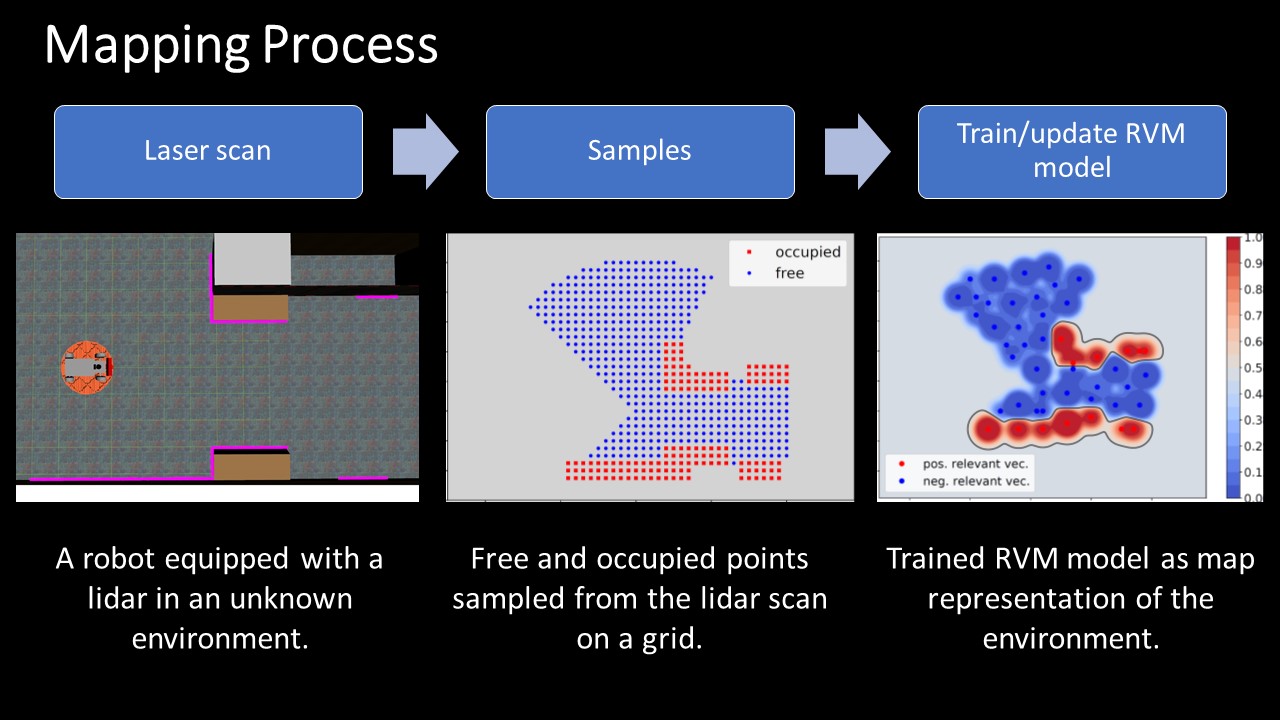 Mapping Process
Laser scan
Samples
Train/update RVM
model
occupied
free
1.0
0.9
0.8
0.7
0.6
0.5
0.4
0.3
0.2
0.1
0.0
pos. relevant vec.
neg. relevant vec.
A robot equipped with a
lidar in an unknown
environment.
Free and occupied points
sampled from the lidar scan
on a grid.
Trained RVM model as map
representation of the
environment.